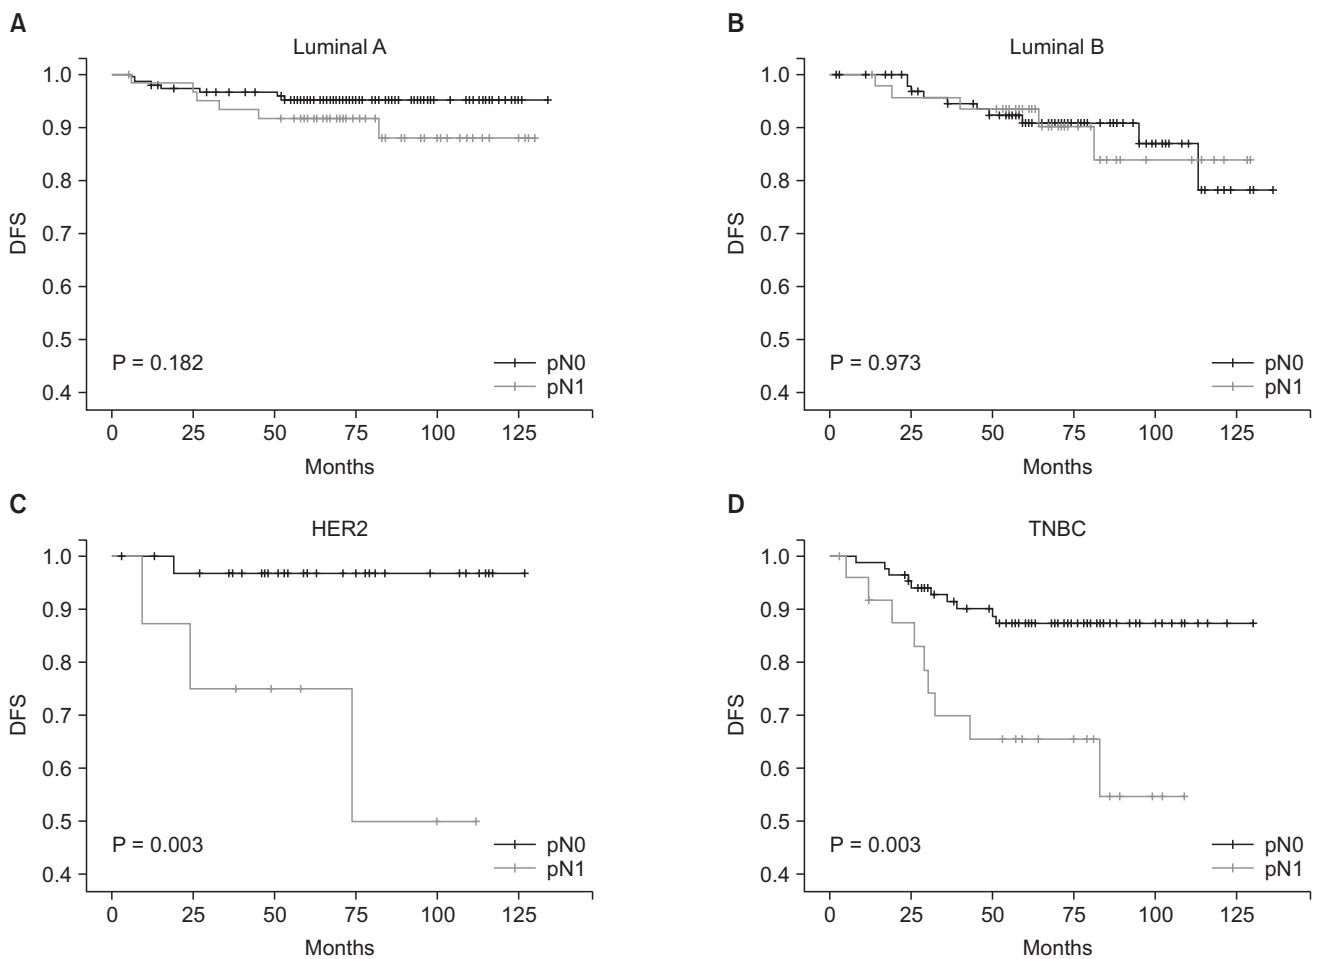 A
Luminal A
1.0
0.9
0.8
0.7
0.6
0.5
0.4
DFS
P = 0.182
pN0
pN1
0 25 50 75 100 125
Months
B
Luminal B
1.0
0.9
0.8
0.7
0.6
0.5
0.4
DFS
P = 0.973
pN0
pN1
0 25 50 75 100 125
Months
C
HER2
1.0
0.9
0.8
0.7
0.6
0.5
0.4
DFS
P = 0.003
pN0
pN1
0 25 50 75 100 125
Months
D
TNBC
1.0
0.9
0.8
0.7
0.6
0.5
0.4
DFS
P = 0.003
pN0
pN1
0 25 50 75 100 125
Months